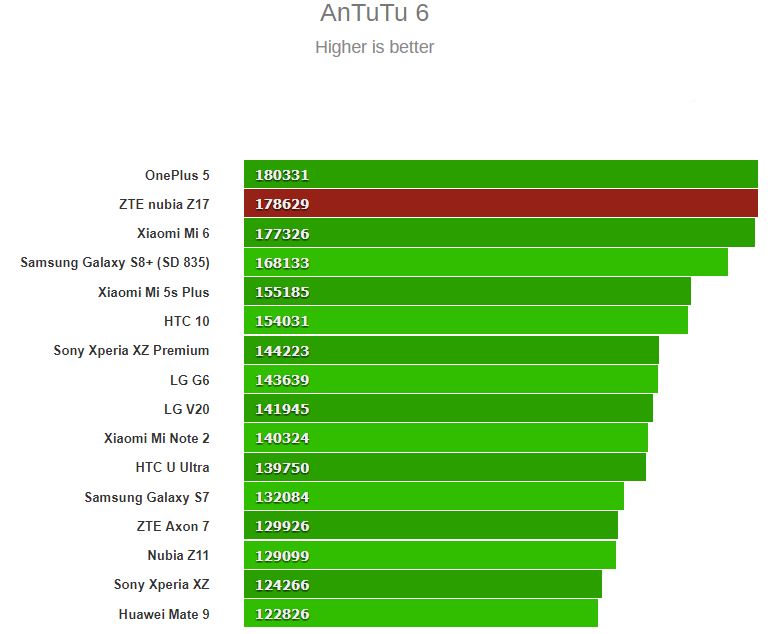 AnTuTu 6
Higher is better
OnePlus 5 180331
ZTE nubia Z17 178629
Xiaomi Mi 6 177326
Samsung Galaxy S8+ (SD 835) 168133
Xiaomi Mi 5s Plus 155185
HTC 10 154031
Sony Xperia XZ Premium 144223
LG G6 143639
LG V20 141945
Xiaomi Mi Note 2 140324
HTC U Ultra 139750
Samsung Galaxy S7 132084
ZTE Axon 7 129926
Nubia Z11 129099
Sony Xperia XZ 124266
Huawei Mate 9 122826